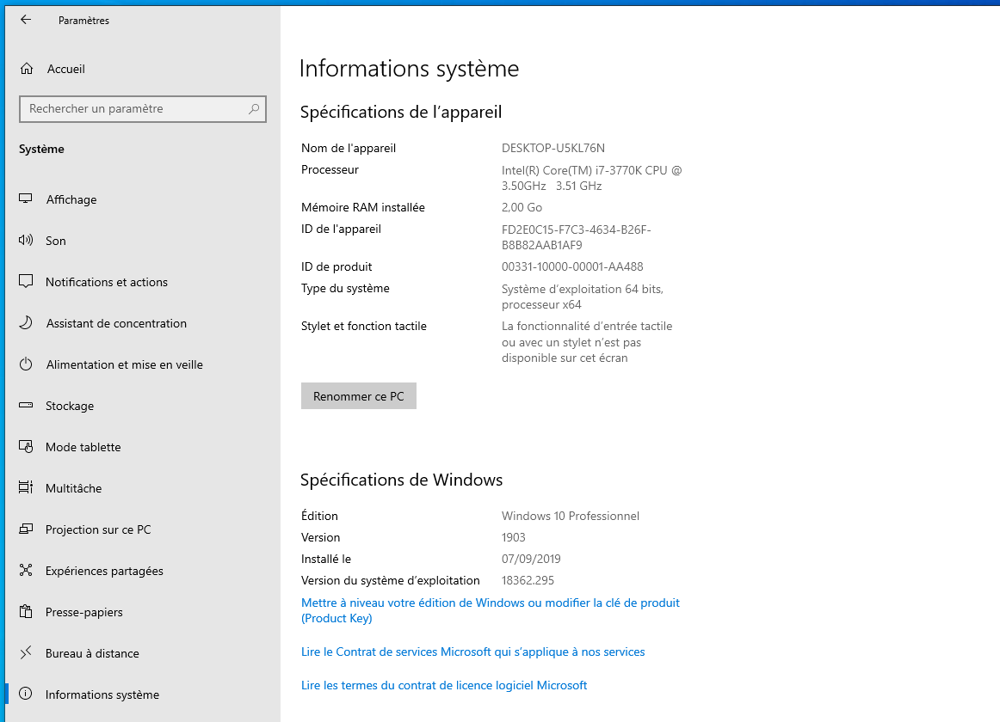 Paramètres
Accueil
Rechercher un paramètre
Système
Affichage
Son
Notifications et actions
Assistant de concentration
Alimentation et mise en veille
Stockage
Mode tablette
Multitâche
Projection sur ce PC
Expériences partagées
Presse-papiers
Bureau à distance
Informations système
Informations système
Spécifications de l’appareil
Nom de l'appareil DESKTOP-U5KL76N
Processeur Intel(R) Core(TM) i7-3770K CPU @
3.50GHz 3.51 GHz
Mémoire RAM installée 2,00 Go
ID de l'appareil FD2E0C15-F7C3-4634-B26F-
B8B82AAB1AF9
ID de produit 00331-10000-00001-AA488
Type du système Système d’exploitation 64 bits,
processeur x64
Stylet et fonction tactile La fonctionnalité d’entrée tactile
ou avec un stylet n’est pas
disponible sur cet écran
Renommer ce PC
Spécifications de Windows
Édition Windows 10 Professionnel
Version 1903
Installé le 07/09/2019
Version du système d’exploitation 18362.295
Mettre à niveau votre édition de Windows ou modifier la clé de produit
(Product Key)
Lire le Contrat de services Microsoft qui s’applique à nos services
Lire les termes du contrat de licence logiciel Microsoft